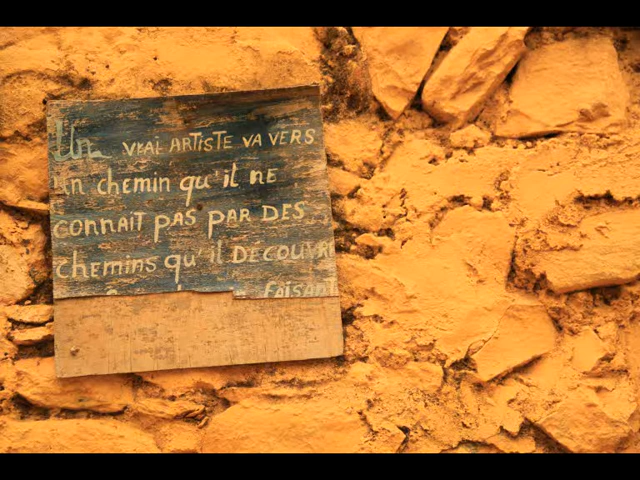 Un vrai ARTISTE VA VERS
un chemin qu'il ne
connaiT pas par DES
chemins qu'il DECOUVR
FAISANT